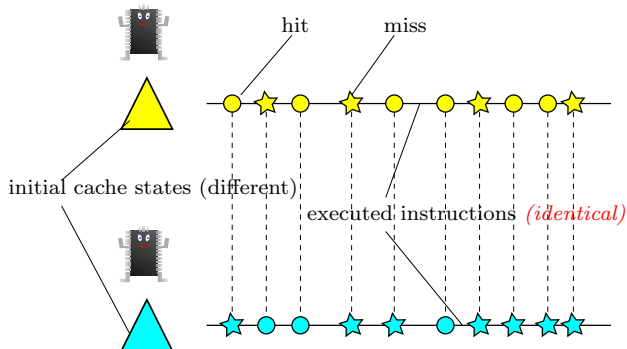 hit
miss
initial cache states (different)
executed instructions (identical)